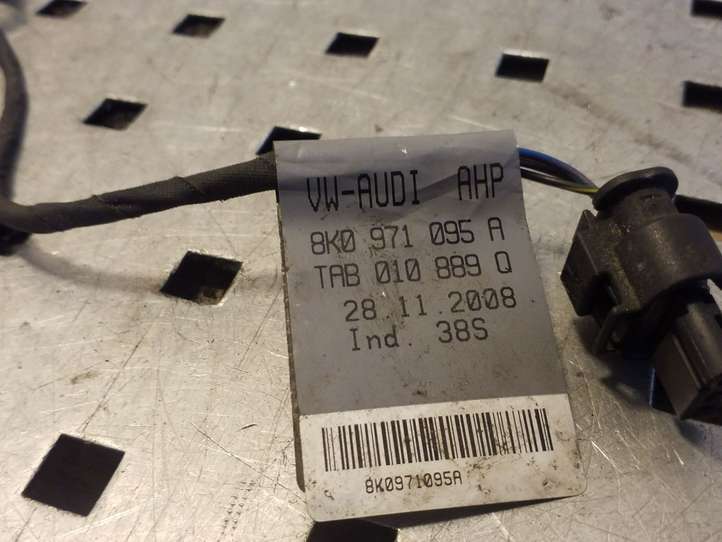 VW-AUDI AHP
8K0 971 095 A
TAB 010 889 Q
28.11.2008
Ind. 38S
8K0971095A